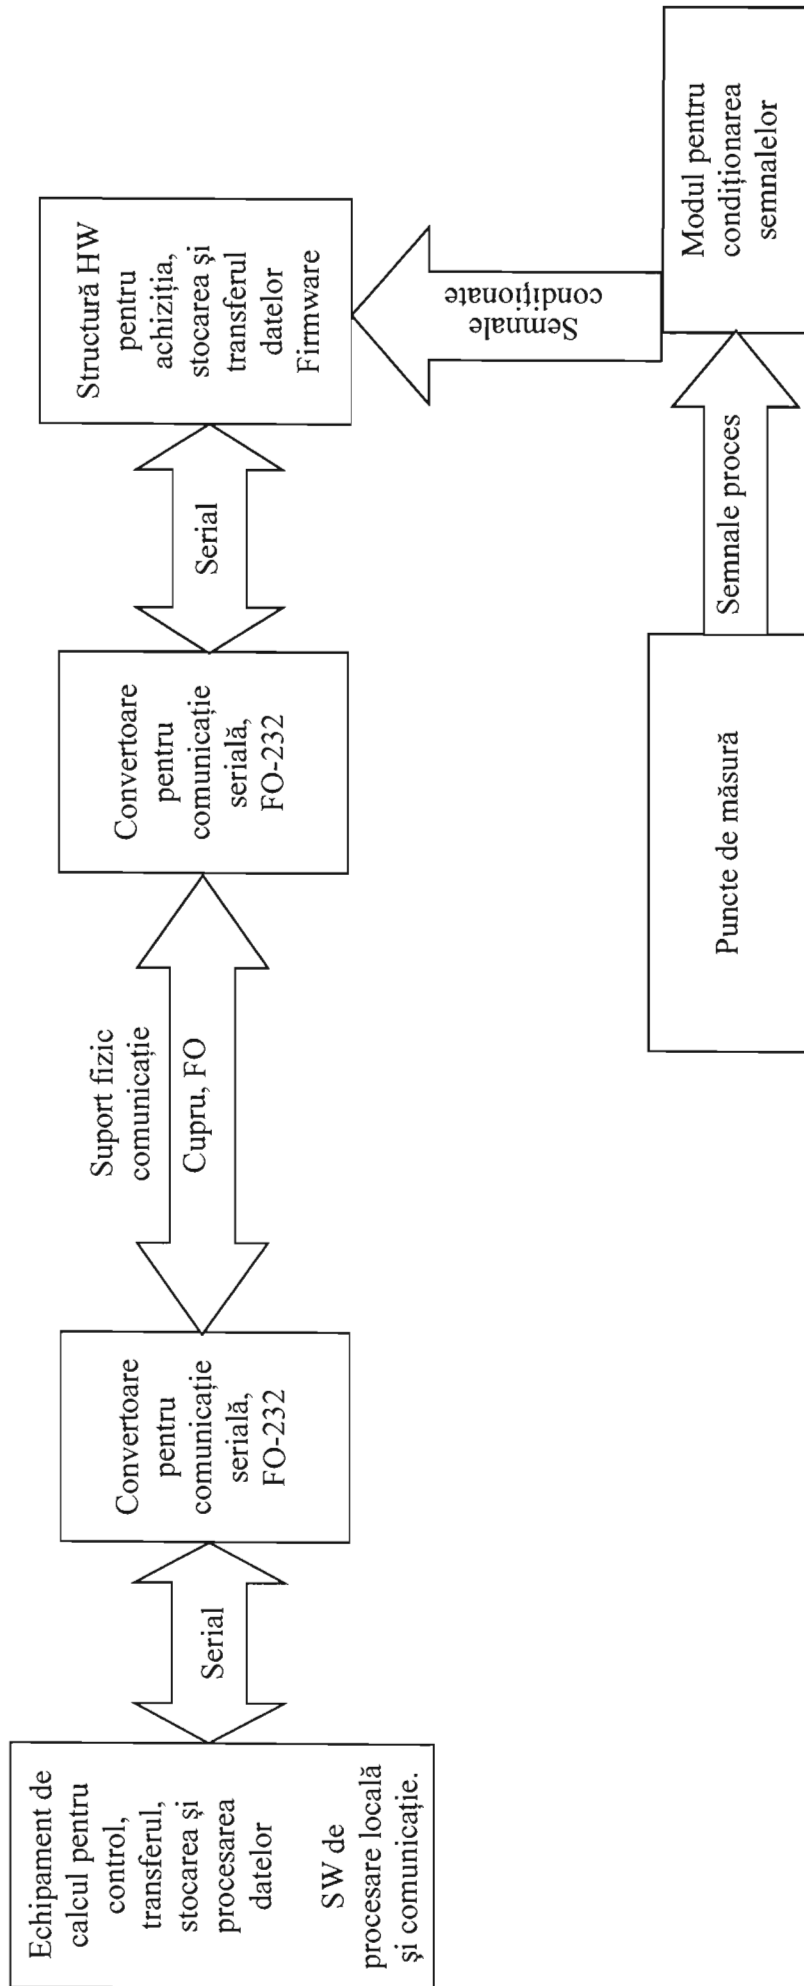 Echipament de
calcul pentru
control,
transferul,
stocarea și
procesarea
datelor
SW de
procesare locală
și comunicație.
Serial
Convertoare
pentru
comunicație
serială,
FO-232
Suport fizic
comunicație
Cupru, FO
Convertoare
pentru
comunicație
serială,
FO-232
Serial
Structură HW
pentru
achiziția,
stocarea și
transferul
datelor
Firmware
Semnale
condiționate
Puncte de măsură
Semnale proces
Modul pentru
condiționarea
semnalelor